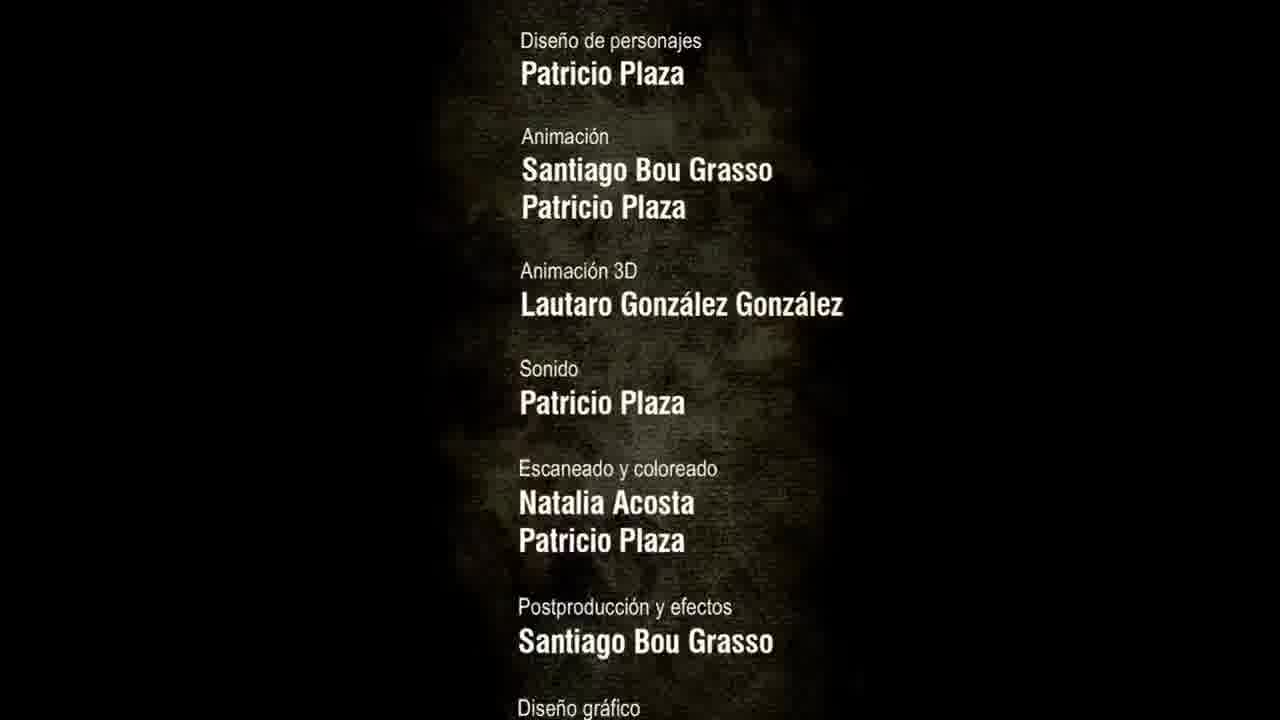 Diseño de personajes
Patricio Plaza
Animación
Santiago Bou Grasso
Patricio Plaza
Animación 3D
Lautaro González González
Sonido
Patricio Plaza
Escaneado y coloreado
Natalia Acosta
Patricio Plaza
Postproducción y efectos
Santiago Bou Grasso
Diseño gráfico